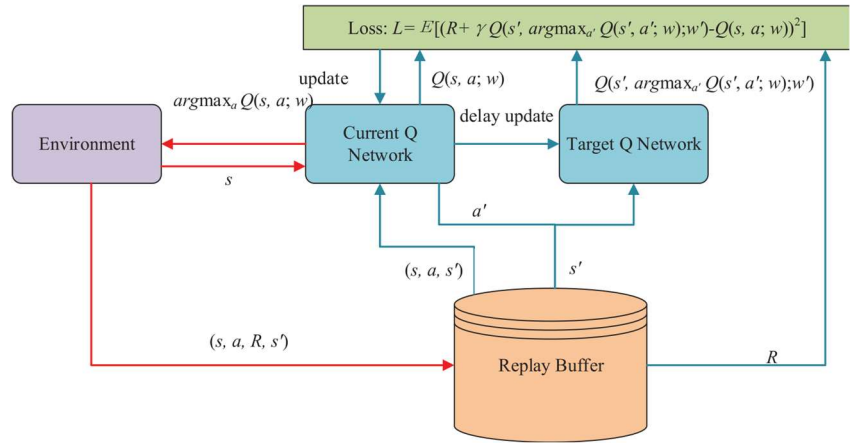 Loss: L= E[(R+ γ Q(s′, argmaxₐ′ Q(s′, a′; w);w′)-Q(s, a; w))²]
update
Q(s, a; w)
Q(s′, argmaxₐ′ Q(s′, a′; w);w′)
argmaxₐ Q(s, a; w)
Environment
Current Q
Network
delay update
Target Q Network
s
a′
(s, a, s′)
s′
(s, a, R, s′)
Replay Buffer
R